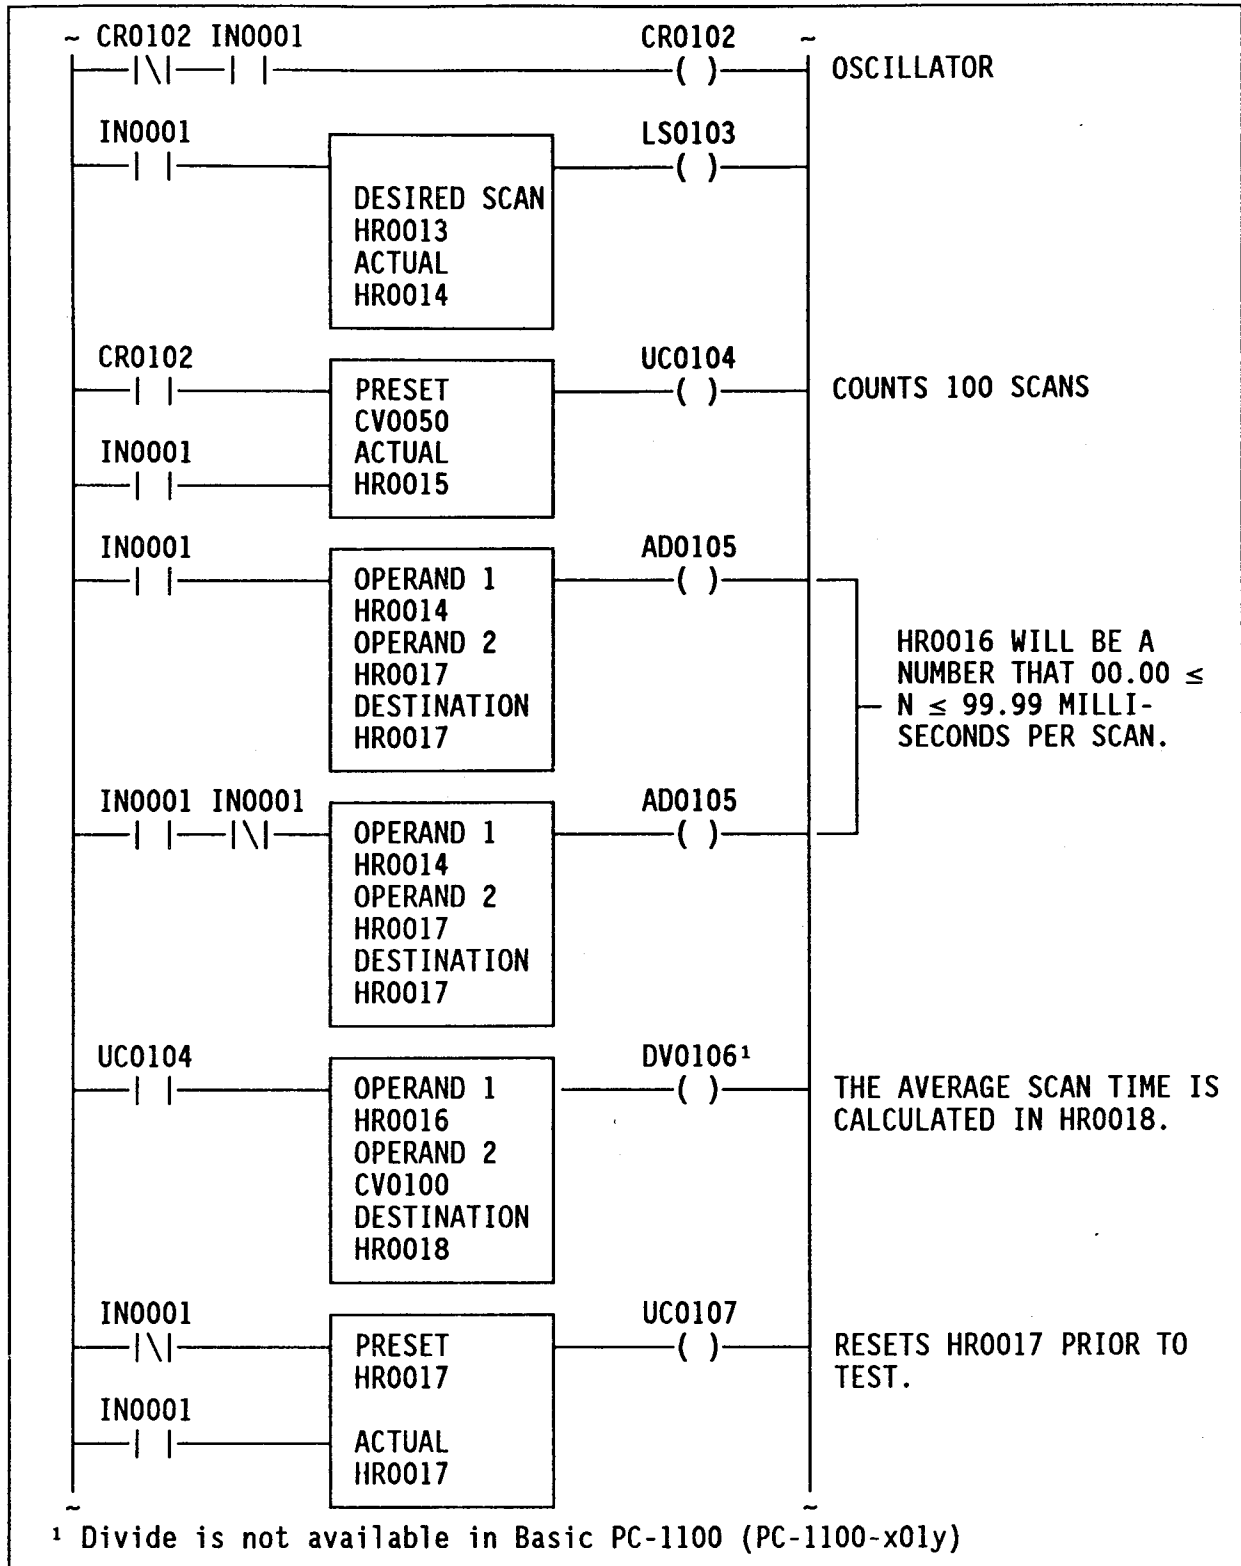 ~ CR0102 IN0001 CR0102 ~
( ) OSCILLATOR
IN0001 LS0103
( )
DESIRED SCAN
HR0013
ACTUAL
HR0014
CR0102 UC0104
PRESET ( ) COUNTS 100 SCANS
CV0050
IN0001 ACTUAL
HR0015
IN0001 AD0105
OPERAND 1 ( )
HR0014
OPERAND 2
HR0017
DESTINATION
HR0017
HR0016 WILL BE A
NUMBER THAT 00.00 ≤
N ≤ 99.99 MILLI-
SECONDS PER SCAN.
IN0001 IN0001 AD0105
OPERAND 1 ( )
HR0014
OPERAND 2
HR0017
DESTINATION
HR0017
UC0104 DV0106¹
OPERAND 1 ( ) THE AVERAGE SCAN TIME IS
HR0016 CALCULATED IN HR0018.
OPERAND 2
CV0100
DESTINATION
HR0018
IN0001 UC0107
PRESET ( ) RESETS HR0017 PRIOR TO
HR0017 TEST.
IN0001
ACTUAL
HR0017
~ ~
¹ Divide is not available in Basic PC-1100 (PC-1100-x01y)